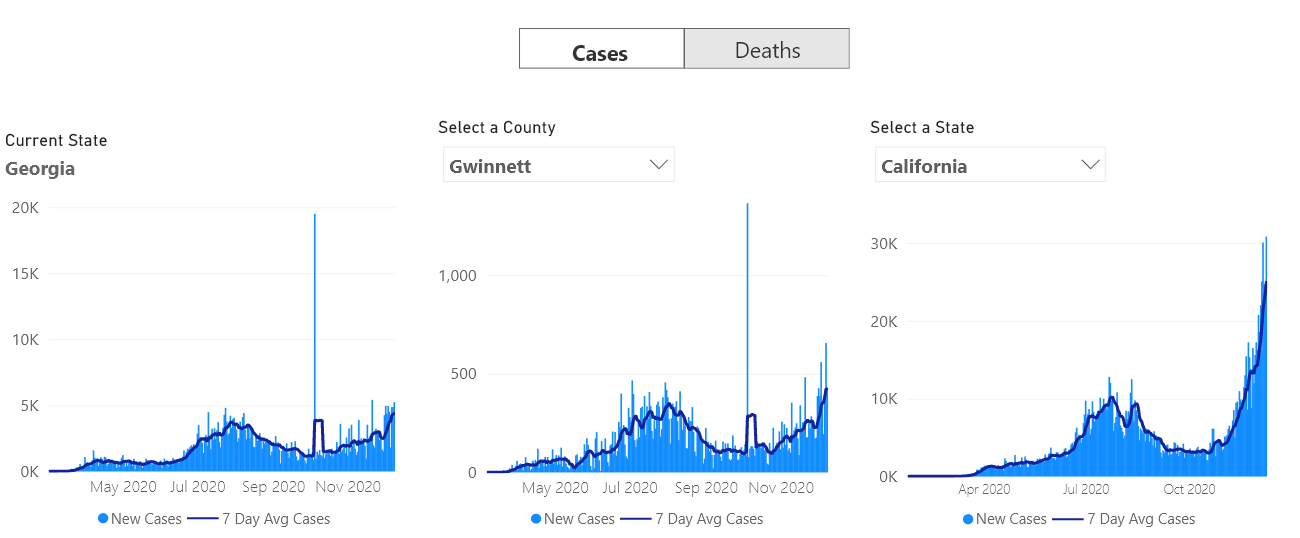 Cases
Deaths
Current State
Georgia
20K
15K
10K
5K
0K
May 2020 Jul 2020 Sep 2020 Nov 2020
New Cases 7 Day Avg Cases
Select a County
Gwinnett
1,000
500
0
May 2020 Jul 2020 Sep 2020 Nov 2020
New Cases 7 Day Avg Cases
Select a State
California
30K
20K
10K
0K
Apr 2020 Jul 2020 Oct 2020
New Cases 7 Day Avg Cases